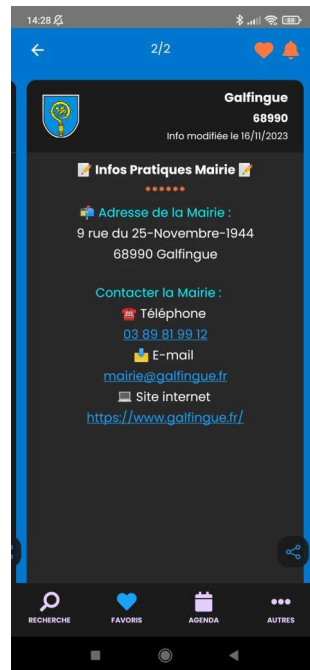 14:28
2/2
Galfingue
68990
Info modifiée le 16/11/2023
Infos Pratiques Mairie
Adresse de la Mairie :
9 rue du 25-Novembre-1944
68990 Galfingue
Contacter la Mairie :
Téléphone
03 89 81 99 12
E-mail
mairie@galfingue.fr
Site internet
https://www.galfingue.fr/
RECHERCHE
FAVORIS
AGENDA
AUTRES